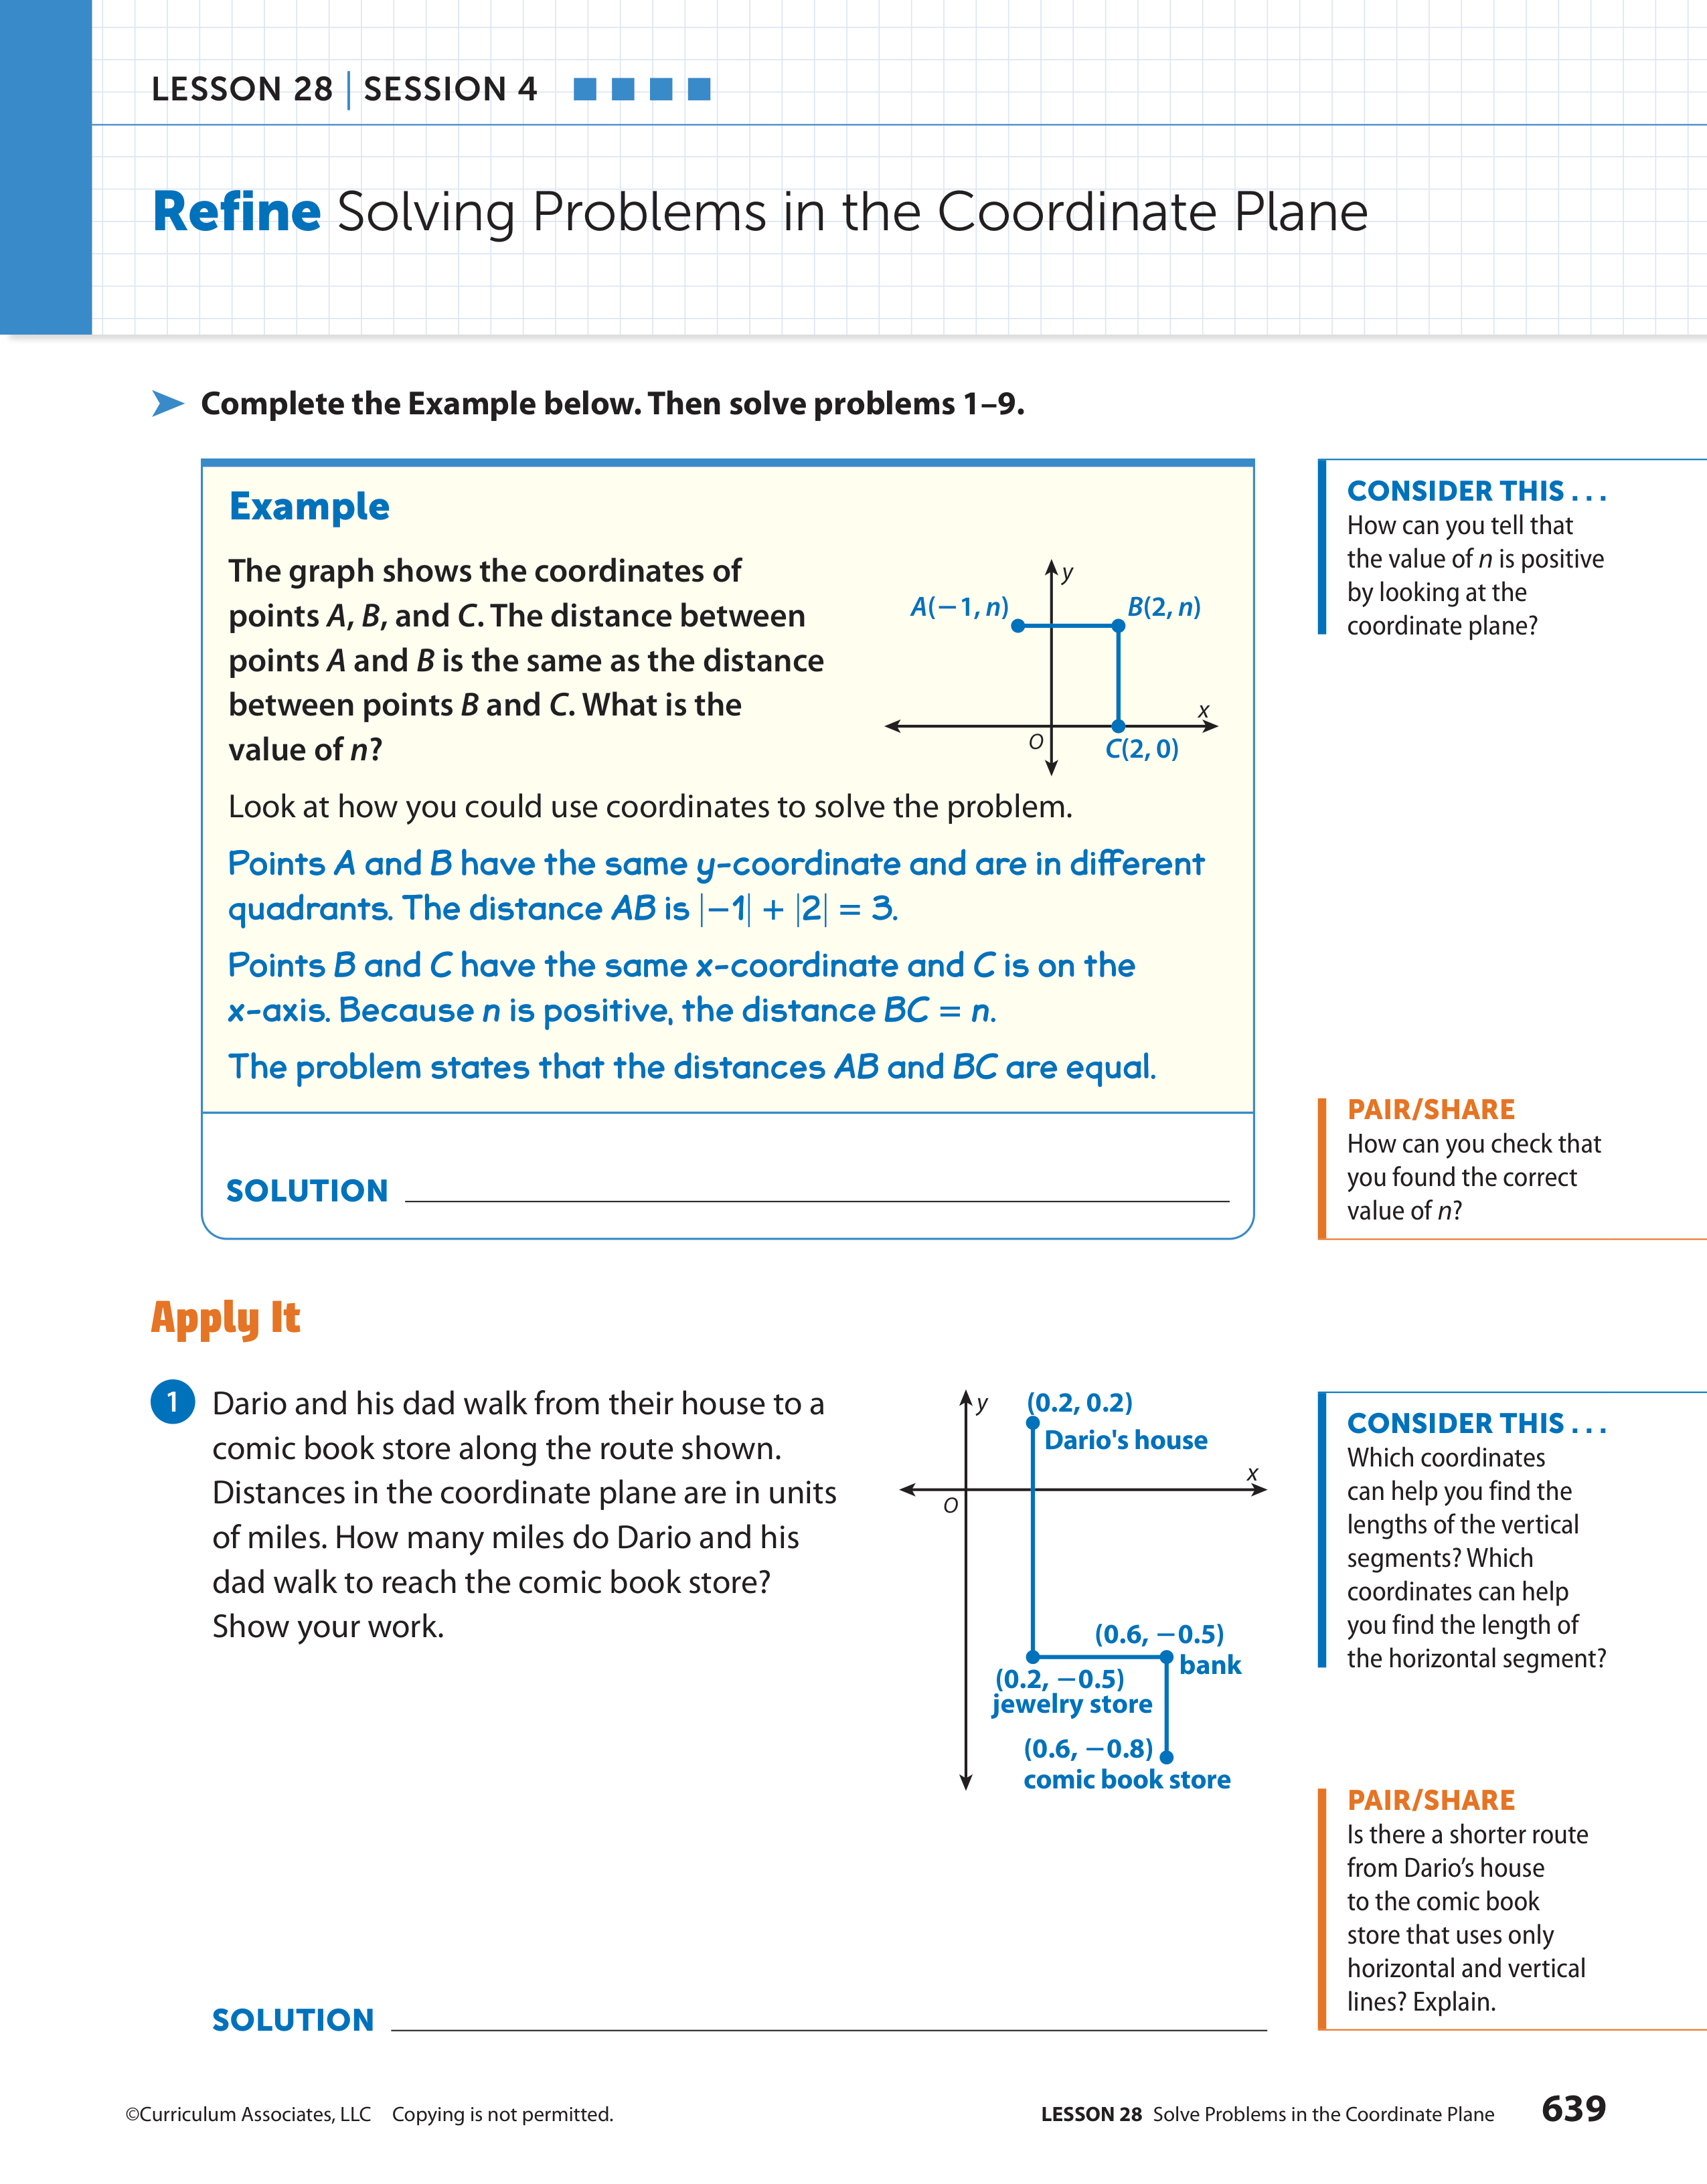 LESSON 28 | SESSION 4
Refine Solving Problems in the Coordinate Plane
Complete the Example below. Then solve problems 1–9.
Example
The graph shows the coordinates of
points A, B, and C. The distance between
points A and B is the same as the distance
between points B and C. What is the
value of n?
y
A(−1, n)
B(2, n)
x
O
C(2, 0)
Look at how you could use coordinates to solve the problem.
Points A and B have the same y-coordinate and are in different
quadrants. The distance AB is |−1| + |2| = 3.
Points B and C have the same x-coordinate and C is on the
x-axis. Because n is positive, the distance BC = n.
The problem states that the distances AB and BC are equal.
SOLUTION
CONSIDER THIS . . .
How can you tell that
the value of n is positive
by looking at the
coordinate plane?
PAIR/SHARE
How can you check that
you found the correct
value of n?
Apply It
1 Dario and his dad walk from their house to a
comic book store along the route shown.
Distances in the coordinate plane are in units
of miles. How many miles do Dario and his
dad walk to reach the comic book store?
Show your work.
y
(0.2, 0.2)
Dario's house
x
O
(0.6, −0.5)
bank
(0.2, −0.5)
jewelry store
(0.6, −0.8)
comic book store
SOLUTION
CONSIDER THIS . . .
Which coordinates
can help you find the
lengths of the vertical
segments? Which
coordinates can help
you find the length of
the horizontal segment?
PAIR/SHARE
Is there a shorter route
from Dario’s house
to the comic book
store that uses only
horizontal and vertical
lines? Explain.
©Curriculum Associates, LLC Copying is not permitted.
LESSON 28 Solve Problems in the Coordinate Plane 639